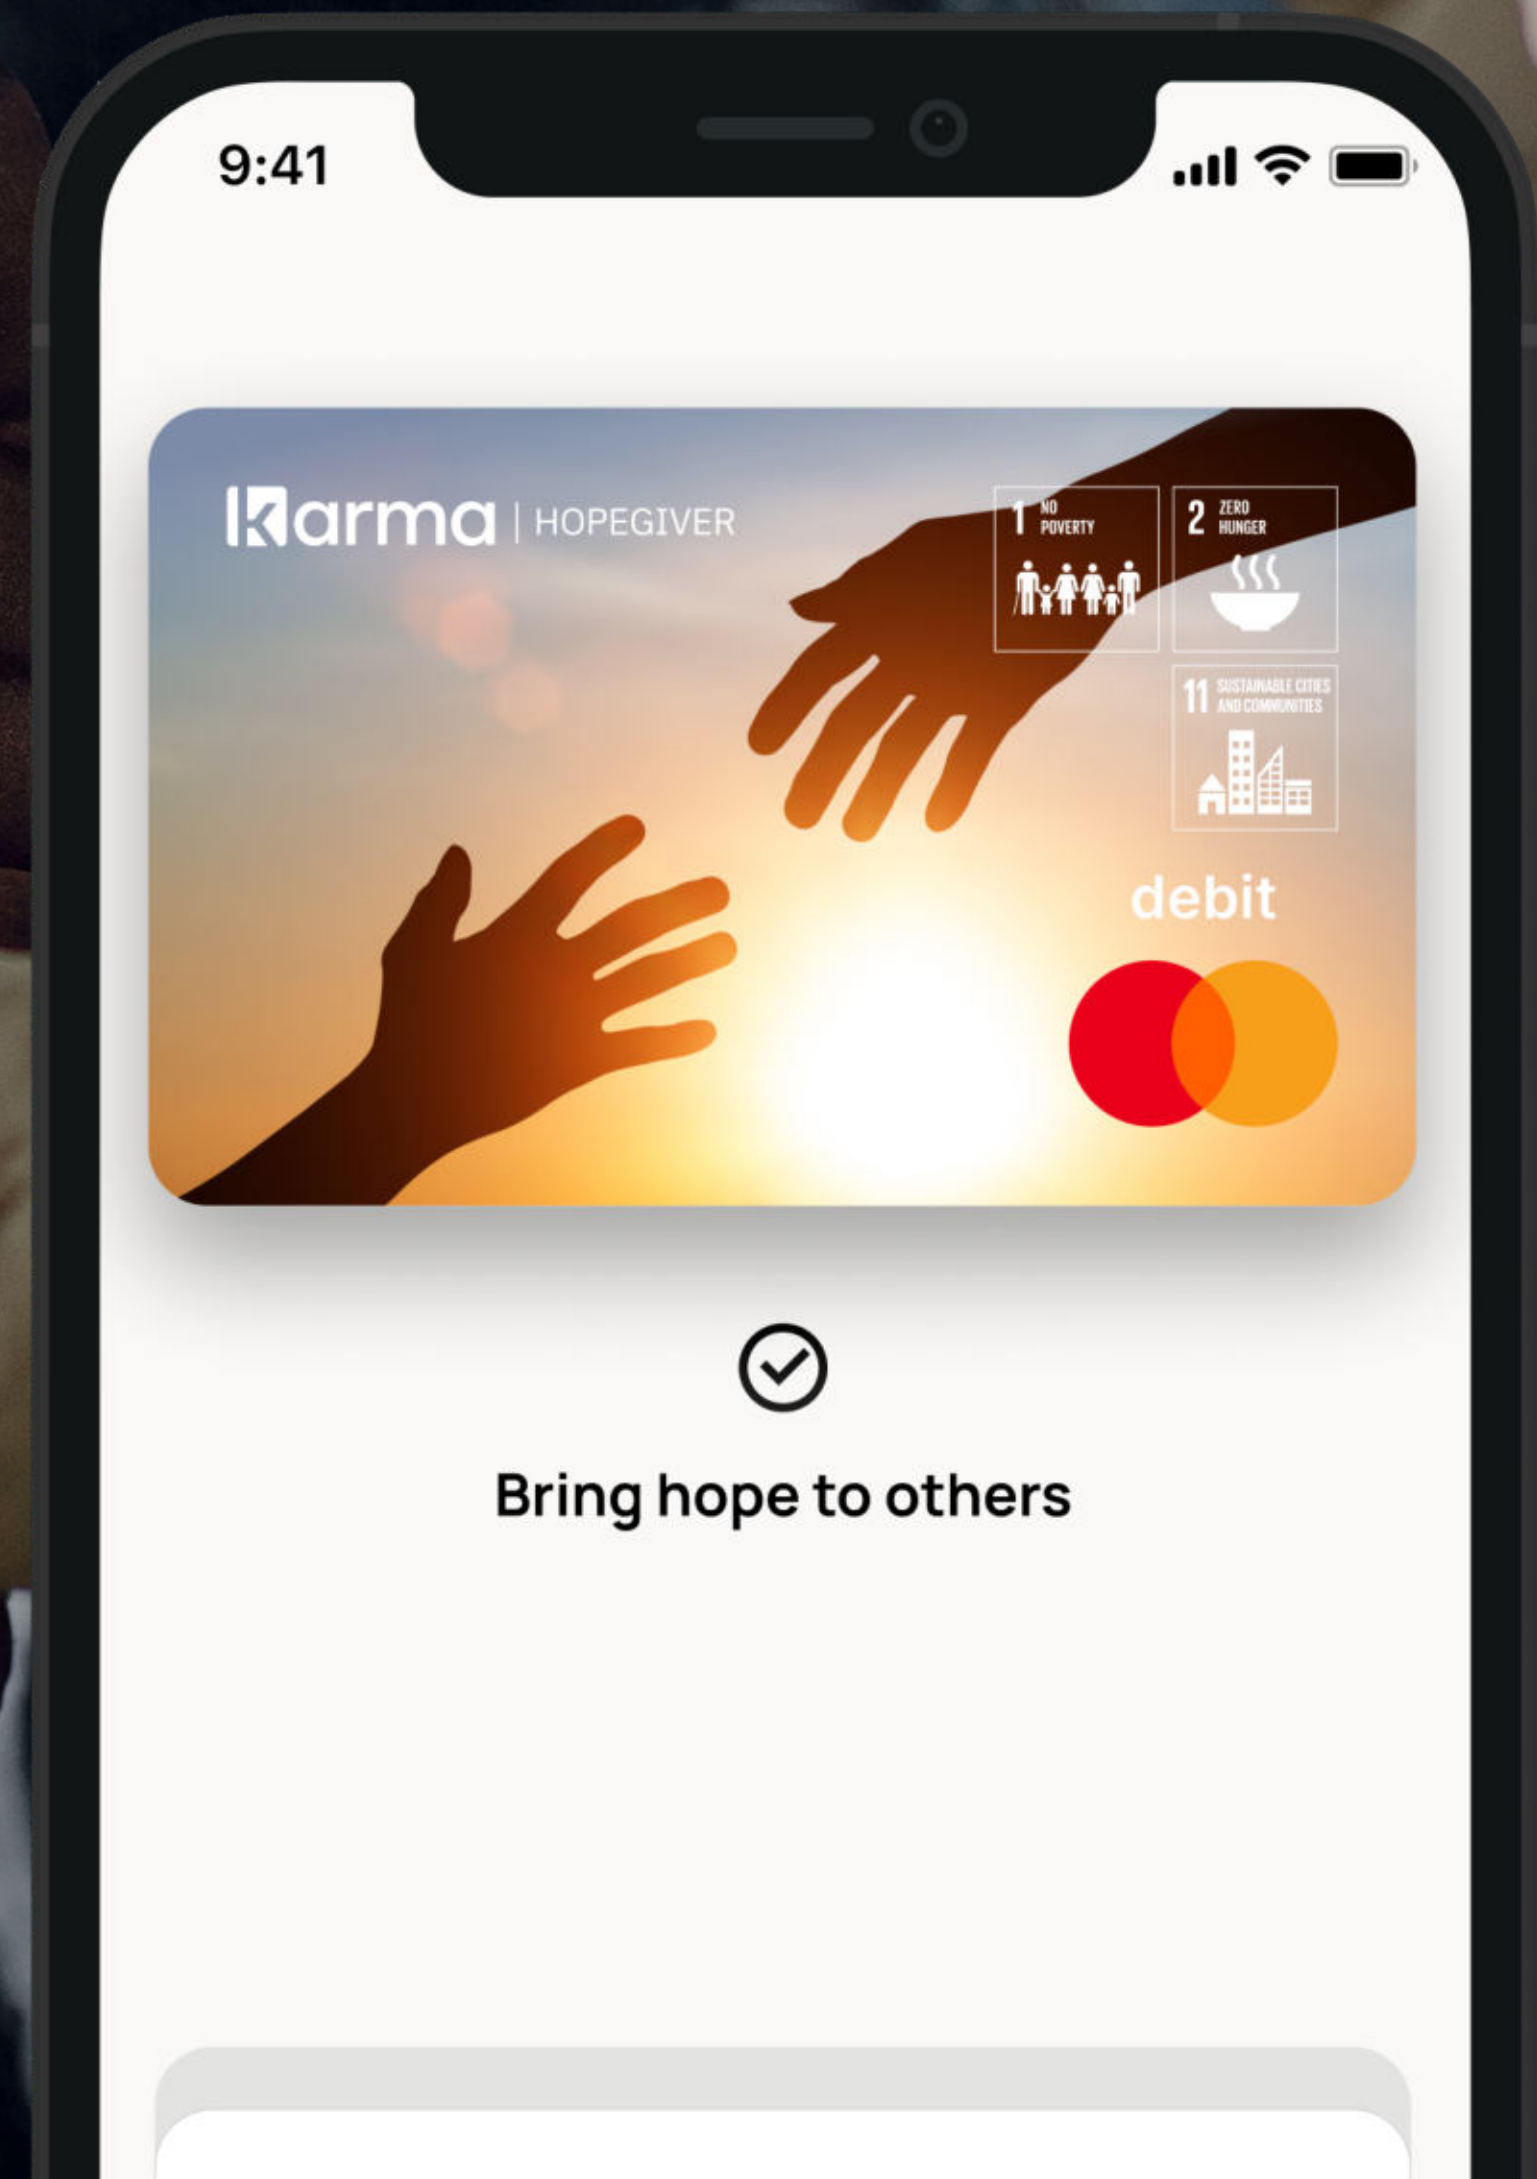 9:41
karma | HOPEGIVER
1 NO
POVERTY
2 ZERO
HUNGER
11 SUSTAINABLE CITIES
AND COMMUNITIES
debit
Bring hope to others